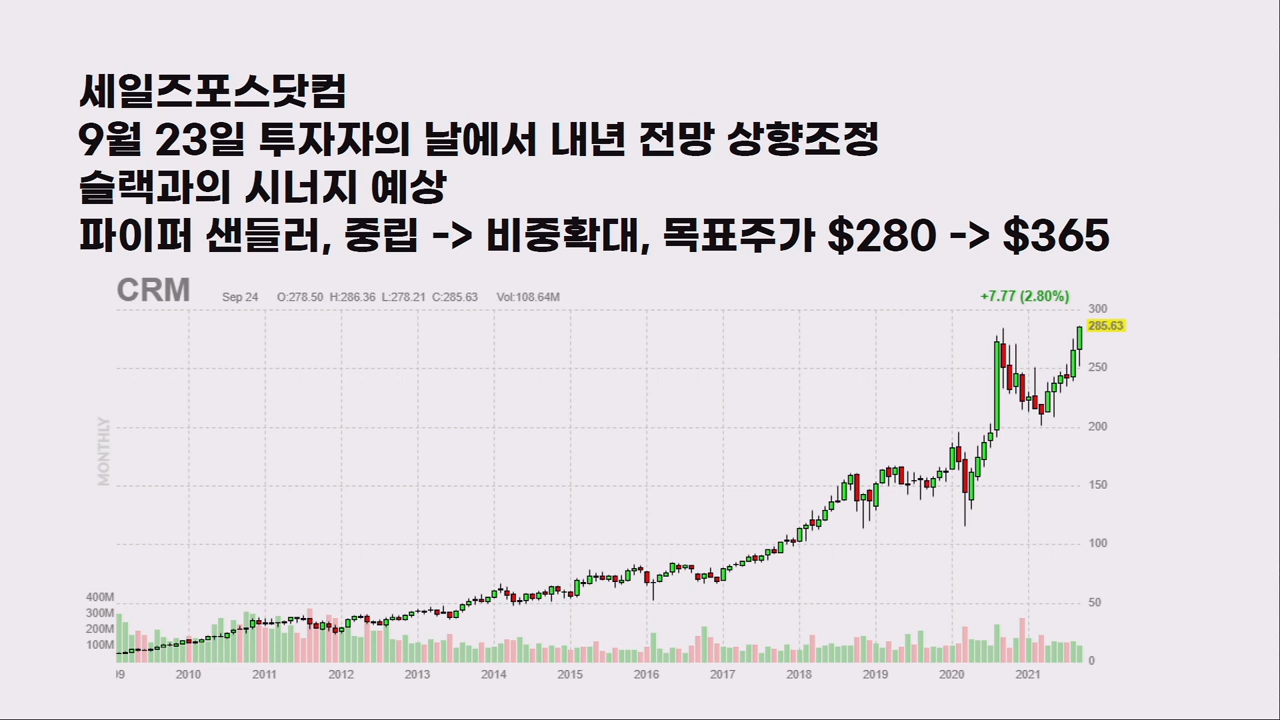 세일즈포스닷컴
9월 23일 투자자의 날에서 내년 전망 상향조정
슬랙과의 시너지 예상
파이퍼 샌들러, 중립 -> 비중확대, 목표주가 $280 -> $365
CRM Sep 24 O:278.50 H:286.36 L:278.21 C:285.63 Vol:108.64M +7.77 (2.80%)
300
285.63
250
200
MONTHLY
150
100
400M
50
300M
200M
100M
0
09 2010 2011 2012 2013 2014 2015 2016 2017 2018 2019 2020 2021